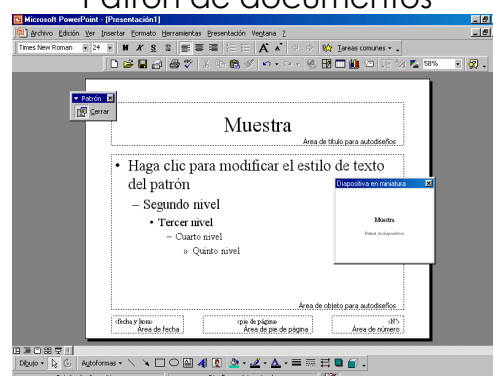 Patrón de documentos
Microsoft PowerPoint - [Presentación1]
Archivo Edición Ver Insertar Formato Herramientas Presentación Ventana ?
Times New Roman 24 N K S S
Tareas comunes
58%
Patrón
Cerrar
Muestra
Área de título para autodiseños
• Haga clic para modificar el estilo de texto
del patrón
– Segundo nivel
• Tercer nivel
– Cuarto nivel
» Quinto nivel
Diapositiva en miniatura
Muestra
Área de objeto para autodiseños
<fecha y hora>
Área de fecha
<pie de página>
Área de pie de página
<Nº>
Área de número
Dibujo Autoformas